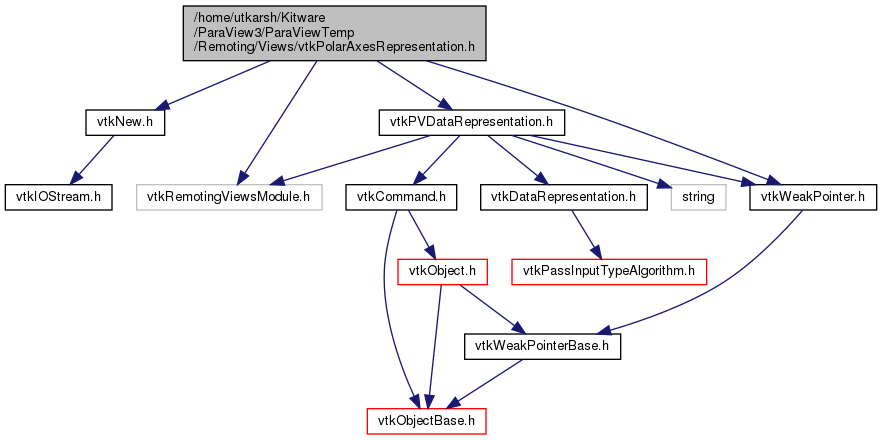 /home/utkarsh/Kitware
/ParaView3/ParaViewTemp
/Remoting/Views/vtkPolarAxesRepresentation.h
vtkNew.h
vtkPVDataRepresentation.h
vtkIOStream.h
vtkRemotingViewsModule.h
vtkCommand.h
vtkDataRepresentation.h
string
vtkWeakPointer.h
vtkObject.h
vtkPassInputTypeAlgorithm.h
vtkWeakPointerBase.h
vtkObjectBase.h